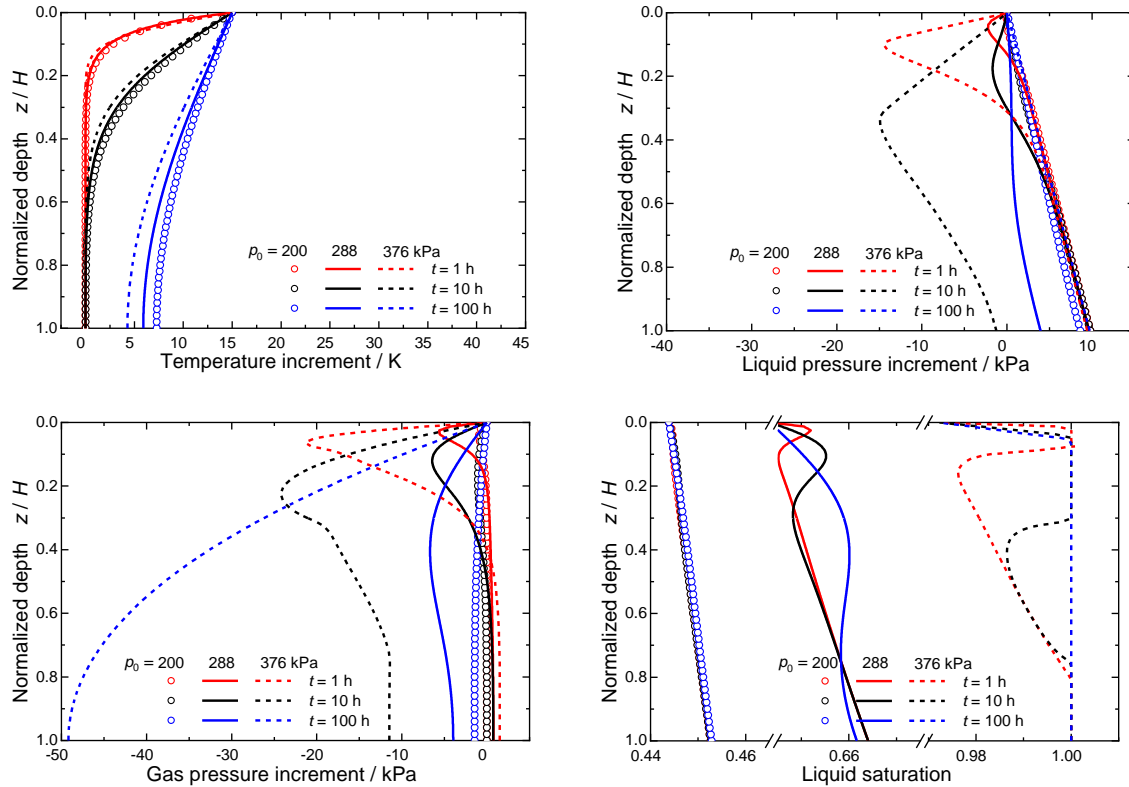 0.0
0.2
0.4
0.6
0.8
1.0
Normalized depth z / H
p0 = 200 288 376 kPa
t = 1 h
t = 10 h
t = 100 h
0 5 10 15 20 25 30 35 40 45
Temperature increment / K
0.0
0.2
0.4
0.6
0.8
1.0
Normalized depth z / H
p0 = 200 288 376 kPa
t = 1 h
t = 10 h
t = 100 h
-40 -30 -20 -10 0 10
Liquid pressure increment / kPa
0.0
0.2
0.4
0.6
0.8
1.0
Normalized depth z / H
p0 = 200 288 376 kPa
t = 1 h
t = 10 h
t = 100 h
-50 -40 -30 -20 -10 0
Gas pressure increment / kPa
0.0
0.2
0.4
0.6
0.8
1.0
Normalized depth z / H
p0 = 200 288 376 kPa
t = 1 h
t = 10 h
t = 100 h
0.44 0.46 0.66 0.98 1.00
Liquid saturation